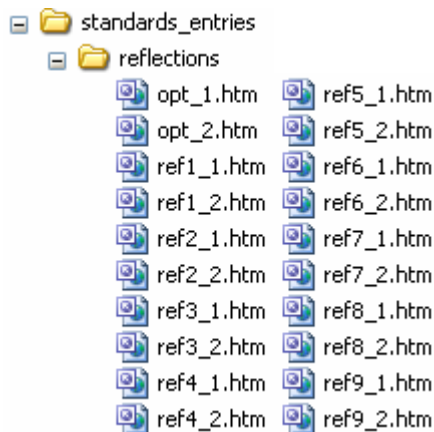 standards_entries
reflections
opt_1.htm
opt_2.htm
ref1_1.htm
ref1_2.htm
ref2_1.htm
ref2_2.htm
ref3_1.htm
ref3_2.htm
ref4_1.htm
ref4_2.htm
ref5_1.htm
ref5_2.htm
ref6_1.htm
ref6_2.htm
ref7_1.htm
ref7_2.htm
ref8_1.htm
ref8_2.htm
ref9_1.htm
ref9_2.htm